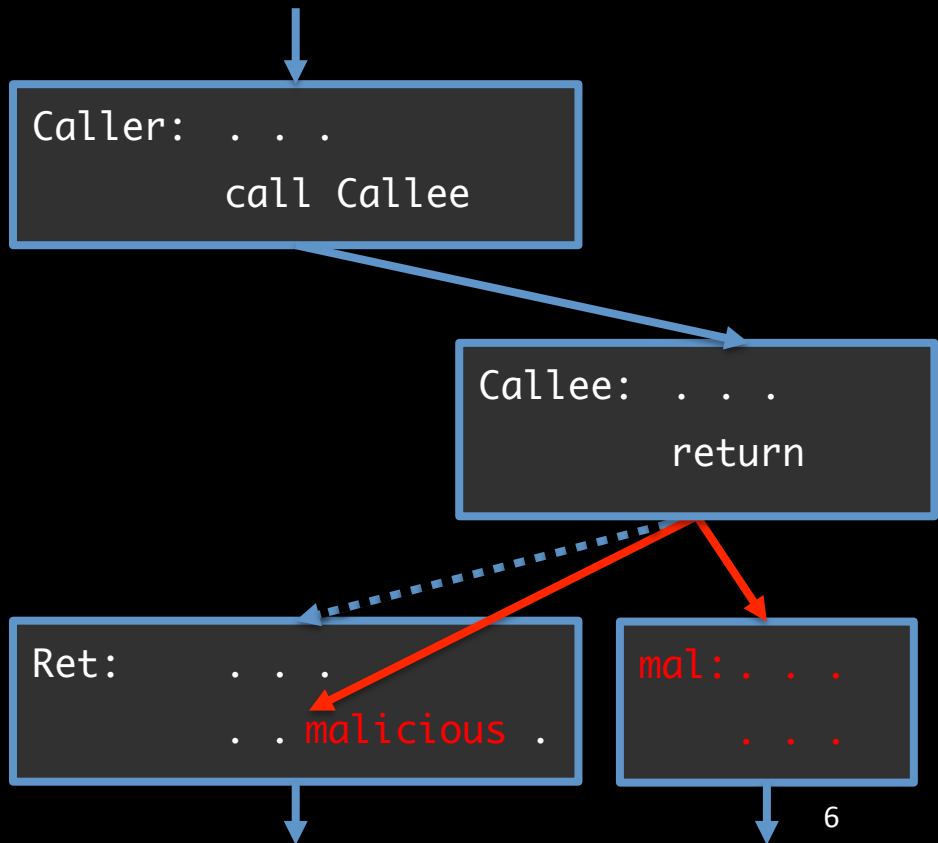 Caller: . . .
call Callee
Callee: . . .
return
Ret: . . .
. . malicious .
mal: . . .
. . .
6